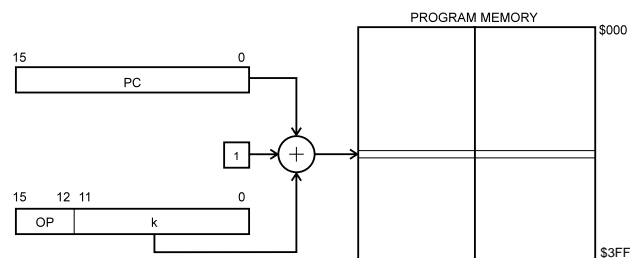 PROGRAM MEMORY
$000
15 0
PC
1
15 12 11 0
OP k
$3FF